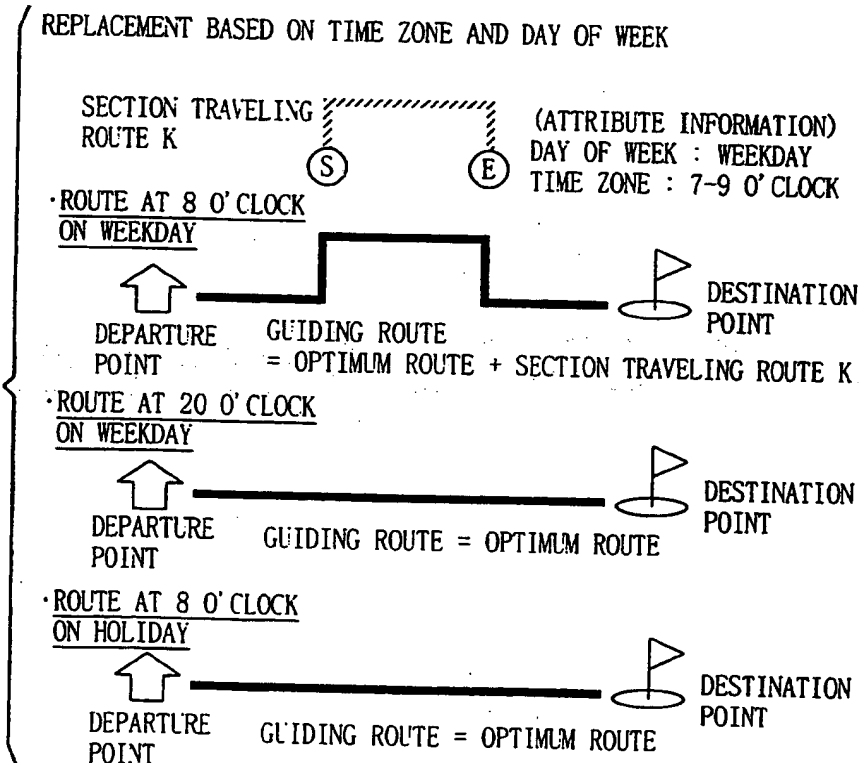 REPLACEMENT BASED ON TIME ZONE AND DAY OF WEEK
SECTION TRAVELING
ROUTE K
S
E
(ATTRIBUTE INFORMATION)
DAY OF WEEK : WEEKDAY
TIME ZONE : 7-9 O'CLOCK
·ROUTE AT 8 O'CLOCK
ON WEEKDAY
DEPARTURE
POINT
GUIDING ROUTE
= OPTIMUM ROUTE + SECTION TRAVELING ROUTE K
DESTINATION
POINT
·ROUTE AT 20 O'CLOCK
ON WEEKDAY
DEPARTURE
POINT
GUIDING ROUTE = OPTIMUM ROUTE
DESTINATION
POINT
·ROUTE AT 8 O'CLOCK
ON HOLIDAY
DEPARTURE
POINT
GUIDING ROUTE = OPTIMUM ROUTE
DESTINATION
POINT